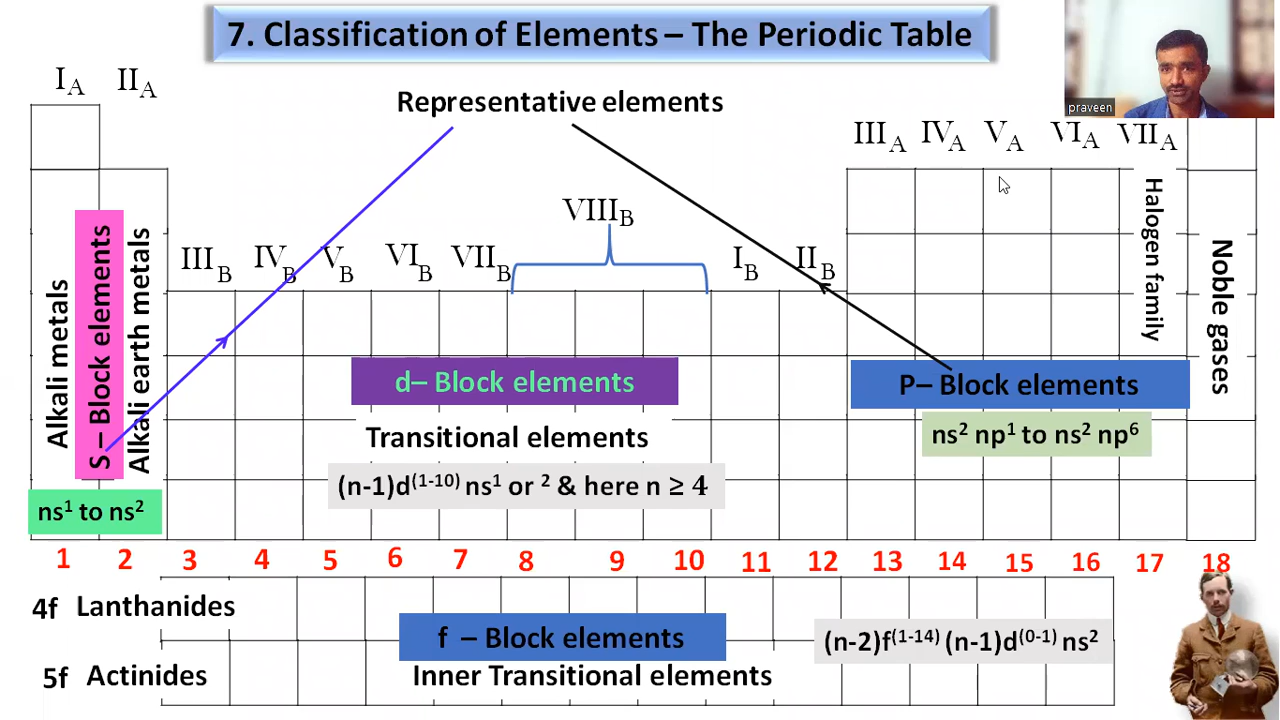 7. Classification of Elements – The Periodic Table
praveen
I_A II_A
Representative elements
III_A IV_A V_A VI_A VII_A
VIII_B
III_B IV_B V_B VI_B VII_B I_B II_B
Alkali metals
S – Block elements
Alkali earth metals
Halogen family
Noble gases
d– Block elements
P– Block elements
Transitional elements
ns² np¹ to ns² np⁶
(n-1)d⁽¹⁻¹⁰⁾ ns¹ or ² & here n ≥ 4
ns¹ to ns²
1 2 3 4 5 6 7 8 9 10 11 12 13 14 15 16 17 18
4f Lanthanides
f – Block elements
(n-2)f⁽¹⁻¹⁴⁾ (n-1)d⁽⁰⁻¹⁾ ns²
5f Actinides
Inner Transitional elements